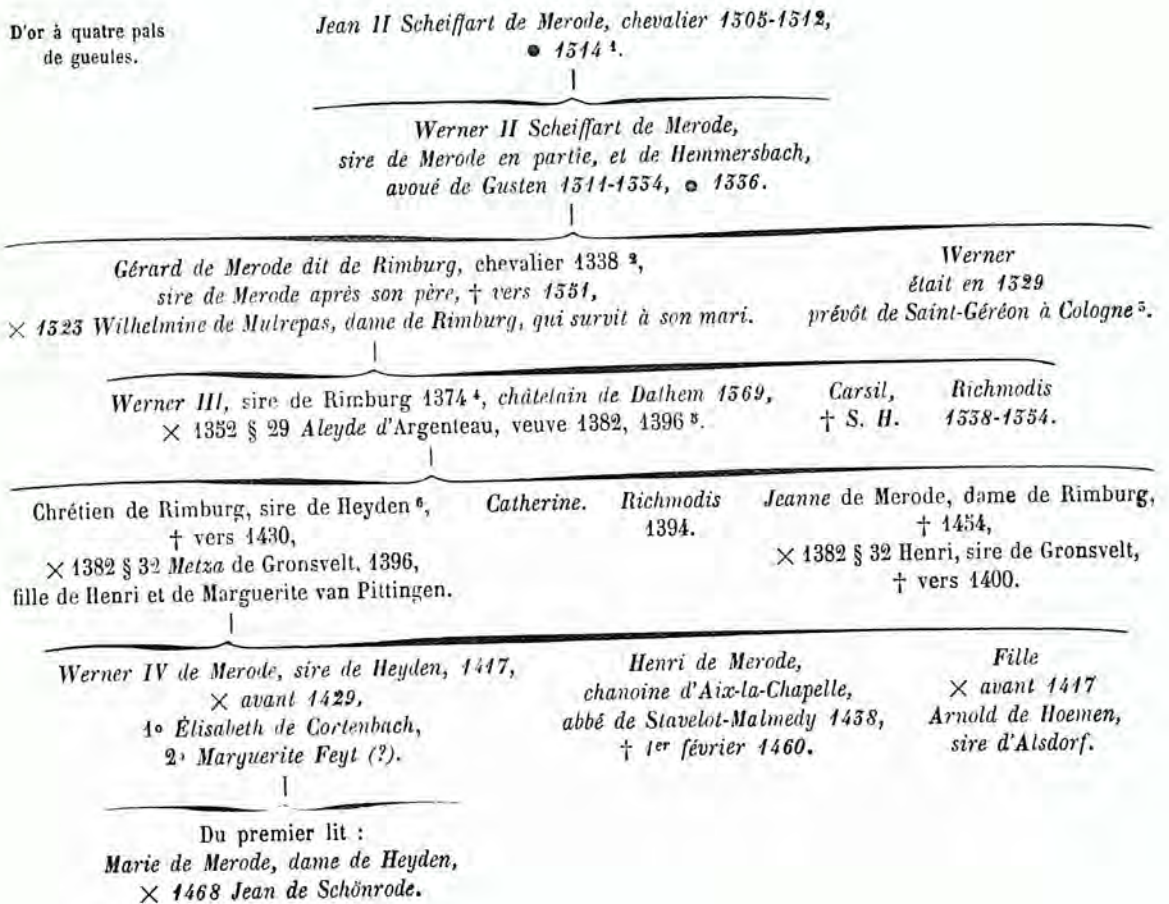 D'or à quatre pals
de gueules.
Jean II Scheiffart de Merode, chevalier 1305-1312,
● 1314 ¹.
Werner II Scheiffart de Merode,
sire de Merode en partie, et de Hemmersbach,
avoué de Gusten 1311-1334, ● 1336.
Gérard de Merode dit de Rimburg, chevalier 1338 ²,
sire de Merode après son père, † vers 1351,
× 1323 Wilhelmine de Mulrepas, dame de Rimburg, qui survit à son mari.
Werner
était en 1329
prévôt de Saint-Géréon à Cologne ³.
Werner III, sire de Rimburg 1374 ⁴, châtelain de Dalhem 1369,
× 1352 § 29 Aleyde d'Argenteau, veuve 1382, 1396 ⁵.
Carsil,
† S. H.
Richmodis
1338-1354.
Chrétien de Rimburg, sire de Heyden ⁶,
† vers 1430,
× 1382 § 32 Metza de Gronsvelt, 1396,
fille de Henri et de Marguerite van Pittingen.
Catherine.
Richmodis
1394.
Jeanne de Merode, dame de Rimburg,
† 1454,
× 1382 § 32 Henri, sire de Gronsvelt,
† vers 1400.
Werner IV de Merode, sire de Heyden, 1417,
× avant 1429,
1º Élisabeth de Cortenbach,
2º Marguerite Feyt (?).
Henri de Merode,
chanoine d'Aix-la-Chapelle,
abbé de Stavelot-Malmedy 1438,
† 1er février 1460.
Fille
× avant 1417
Arnold de Hoemen,
sire d'Alsdorf.
Du premier lit :
Marie de Merode, dame de Heyden,
× 1468 Jean de Schönrode.